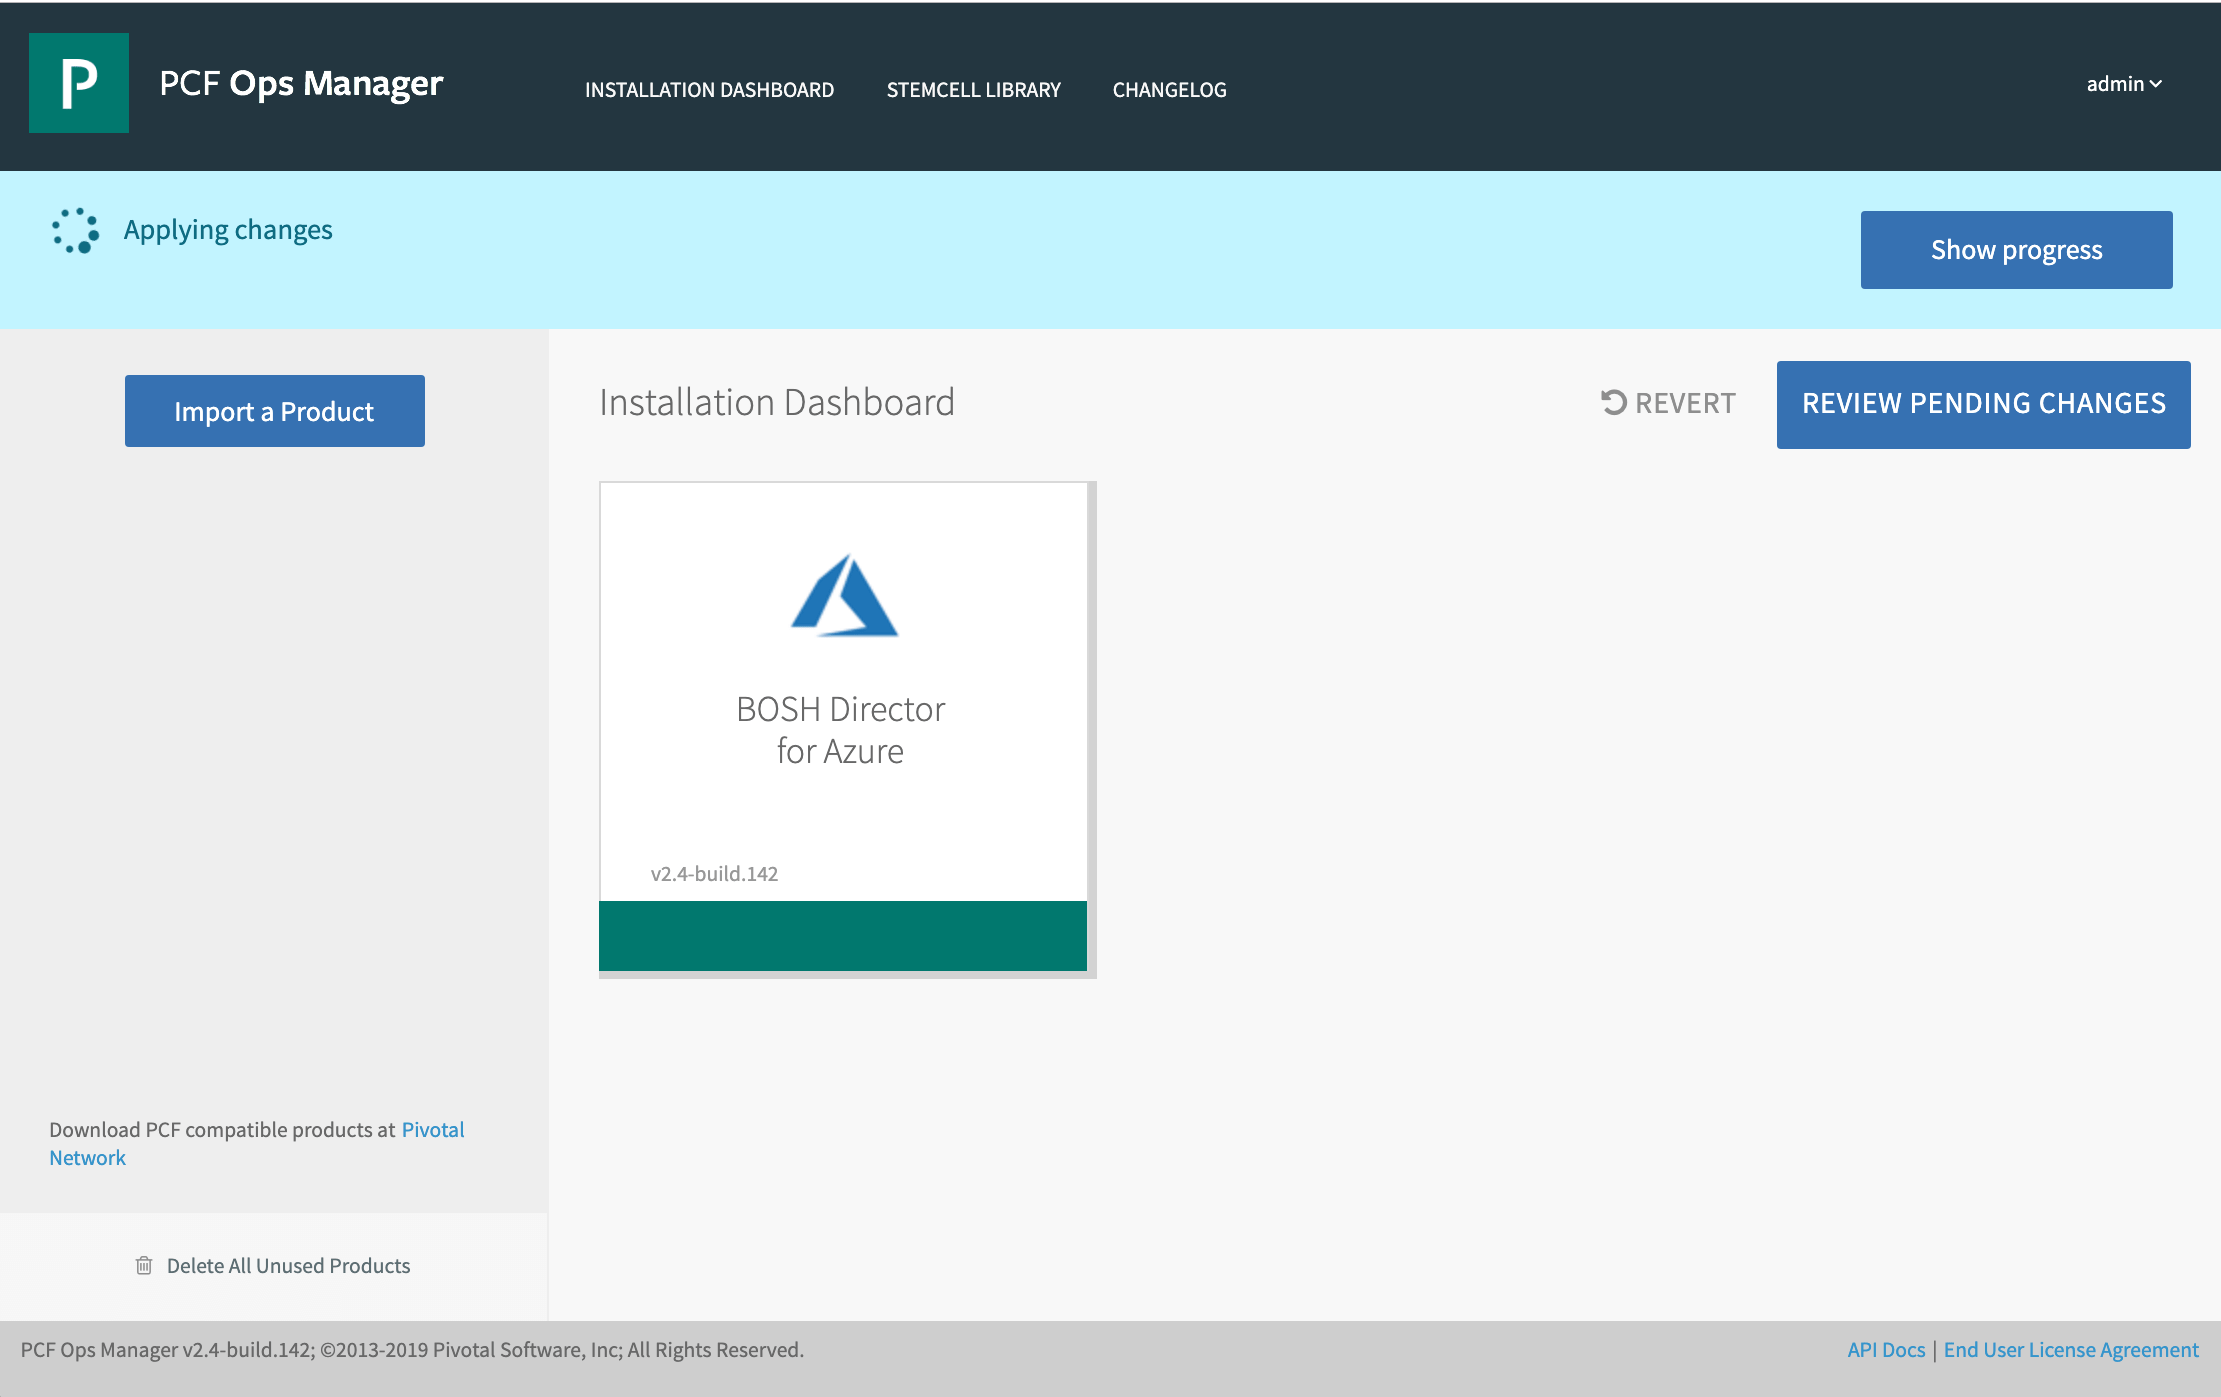 P
PCF Ops Manager
INSTALLATION DASHBOARD
STEMCELL LIBRARY
CHANGELOG
admin
Applying changes
Show progress
Import a Product
Installation Dashboard
REVERT
REVIEW PENDING CHANGES
BOSH Director
for Azure
v2.4-build.142
Download PCF compatible products at Pivotal
Network
Delete All Unused Products
PCF Ops Manager v2.4-build.142; ©2013-2019 Pivotal Software, Inc; All Rights Reserved.
API Docs | End User License Agreement